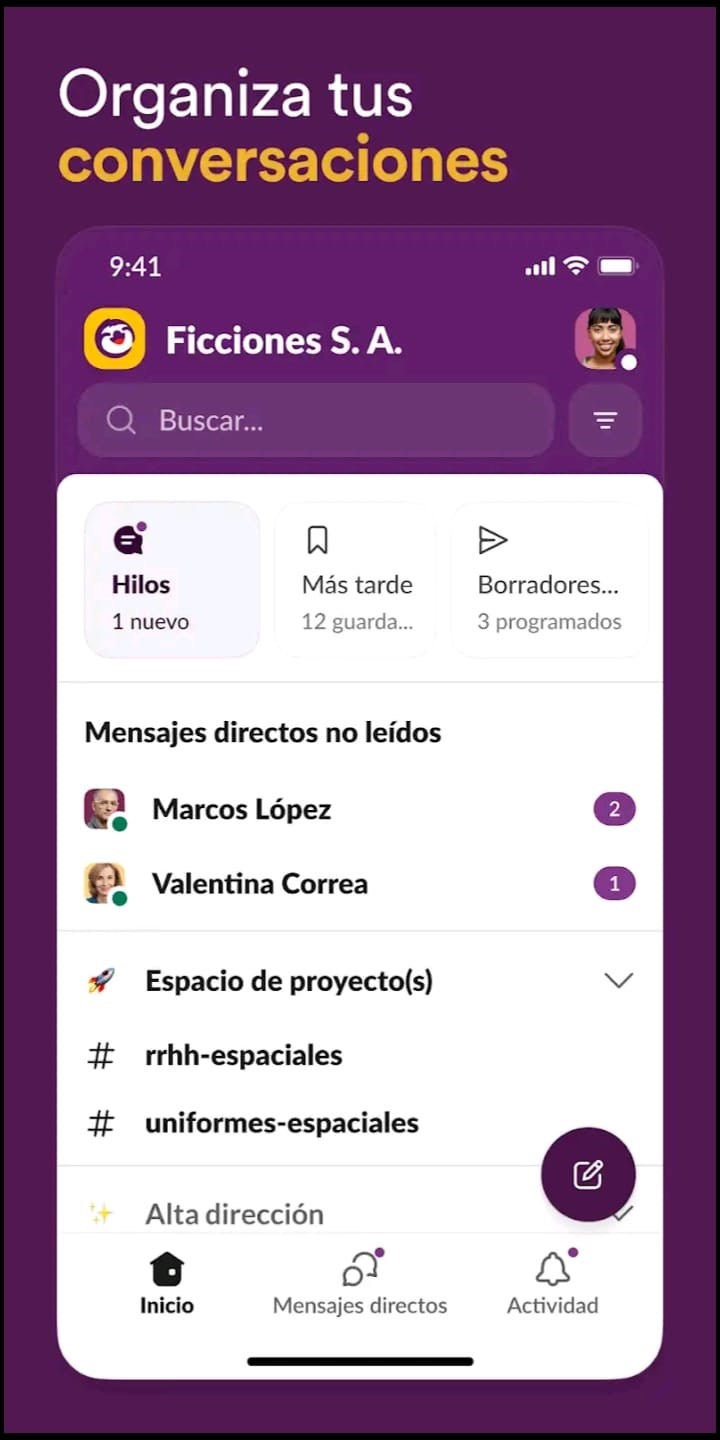 Organiza tus
conversaciones
9:41
Ficciones S. A.
Buscar...
Hilos
1 nuevo
Más tarde
12 guarda...
Borradores...
3 programados
Mensajes directos no leídos
Marcos López
2
Valentina Correa
1
Espacio de proyecto(s)
# rrhh-espaciales
# uniformes-espaciales
Alta dirección
Inicio
Mensajes directos
Actividad